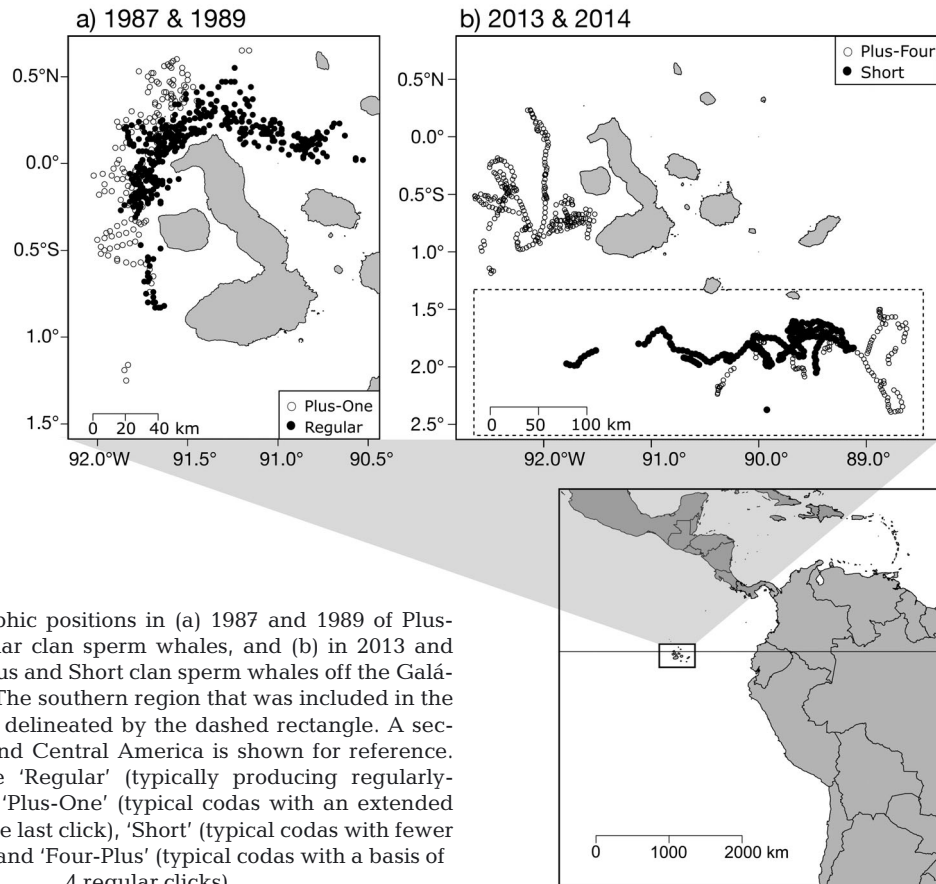 a) 1987 & 1989
b) 2013 & 2014
0.5°N
0.0°
0.5°S
1.0°
1.5°
92.0°W
91.5°
91.0°
90.5°
0 20 40 km
Plus-One
Regular
0.5°N
0.0°
0.5°S
1.0°
1.5°
2.0°
2.5°
92.0°W
91.0°
90.0°
89.0°
0 50 100 km
Plus-Four
Short
0 1000 2000 km
phic positions in (a) 1987 and 1989 of Plus-
lar clan sperm whales, and (b) in 2013 and
us and Short clan sperm whales off the Galá-
The southern region that was included in the
delineated by the dashed rectangle. A sec-
nd Central America is shown for reference.
e ‘Regular’ (typically producing regularly-
‘Plus-One’ (typical codas with an extended
e last click), ‘Short’ (typical codas with fewer
and ‘Four-Plus’ (typical codas with a basis of
4 regular clicks)